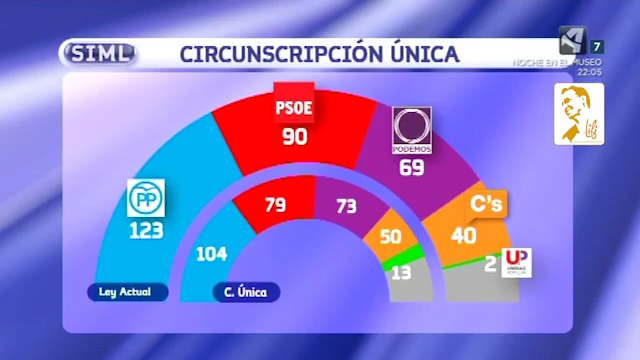 SIML
CIRCUNSCRIPCIÓN ÚNICA
7
NOCHE EN EL MUSEO
22:05
PSOE
90
PODEMOS
69
PP
123
C's
40
UP
UNIDAD
POPULAR
2
79
73
50
104
13
Ley Actual
C. Única